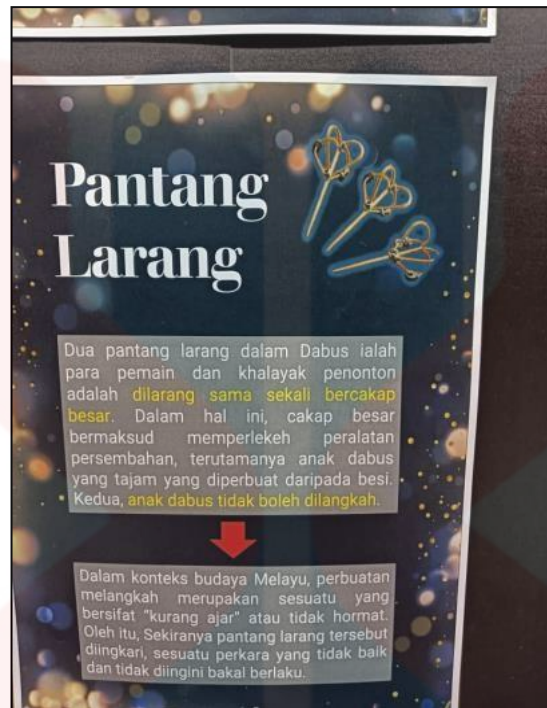 Pantang
Larang
Dua pantang larang dalam Dabus ialah
para pemain dan khalayak penonton
adalah dilarang sama sekali bercakap
besar. Dalam hal ini, cakap besar
bermaksud memperlekeh peralatan
persembahan, terutamanya anak dabus
yang tajam yang diperbuat daripada besi.
Kedua, anak dabus tidak boleh dilangkah.
Dalam konteks budaya Melayu, perbuatan
melangkah merupakan sesuatu yang
bersifat "kurang ajar" atau tidak hormat.
Oleh itu, Sekiranya pantang larang tersebut
diingkari, sesuatu perkara yang tidak baik
dan tidak diingini bakal berlaku.